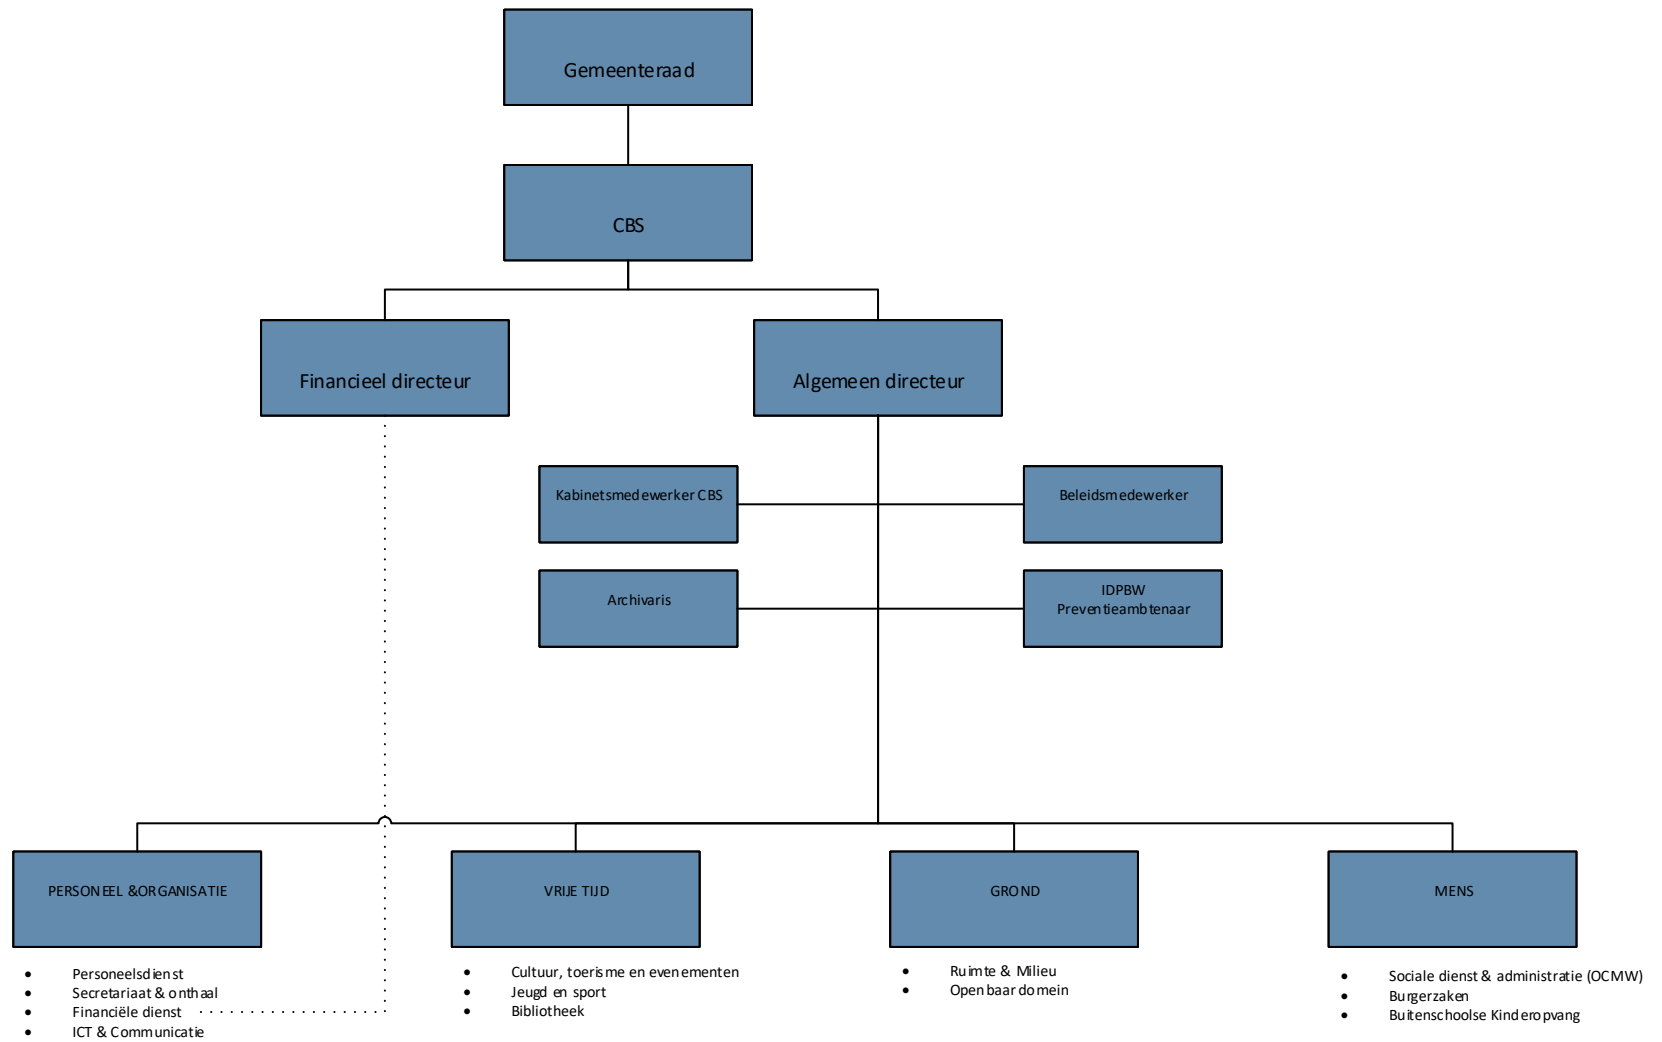 Gemeenteraad
CBS
Financieel directeur
Algemeen directeur
Kabinetsmedewerker CBS
Beleidsmedewerker
Archivaris
IDPBW
Preventieambtenaar
PERSONEEL &ORGANISATIE
VRIJE TIJD
GROND
MENS
• Personeelsdienst
• Secretariaat & onthaal
• Financiële dienst
• ICT & Communicatie
• Cultuur, toerisme en evenementen
• Jeugd en sport
• Bibliotheek
• Ruimte & Milieu
• Openbaar domein
• Sociale dienst & administratie (OCMW)
• Burgerzaken
• Buitenschoolse Kinderopvang